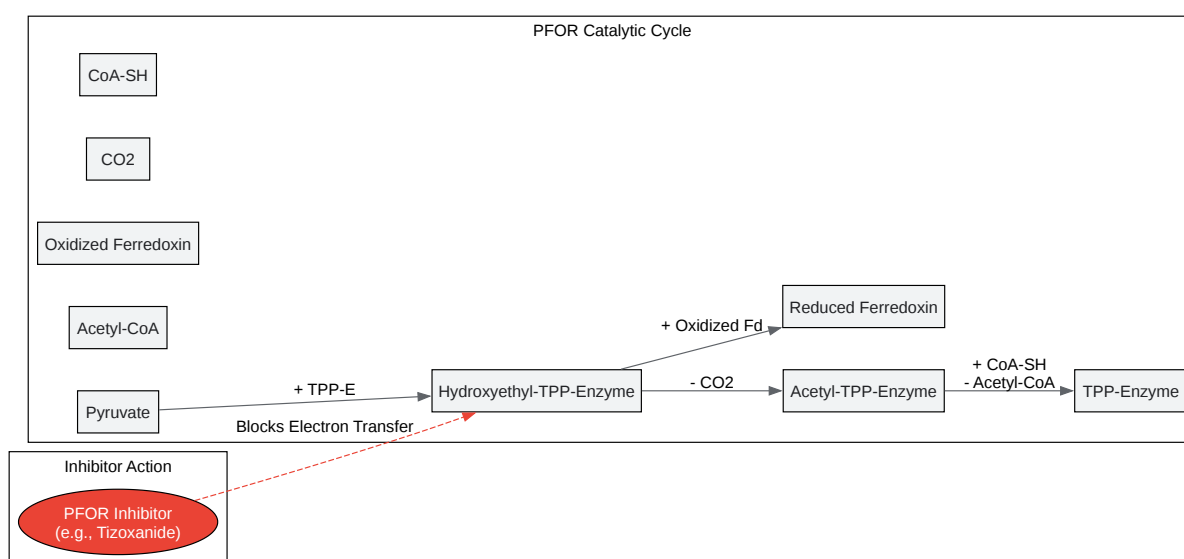 PFOR Catalytic Cycle
CoA-SH
CO2
Oxidized Ferredoxin
Acetyl-CoA
Reduced Ferredoxin
+ Oxidized Fd
Pyruvate
+ TPP-E
Hydroxyethyl-TPP-Enzyme
- CO2
Acetyl-TPP-Enzyme
+ CoA-SH
- Acetyl-CoA
TPP-Enzyme
Blocks Electron Transfer
Inhibitor Action
PFOR Inhibitor
(e.g., Tizoxanide)